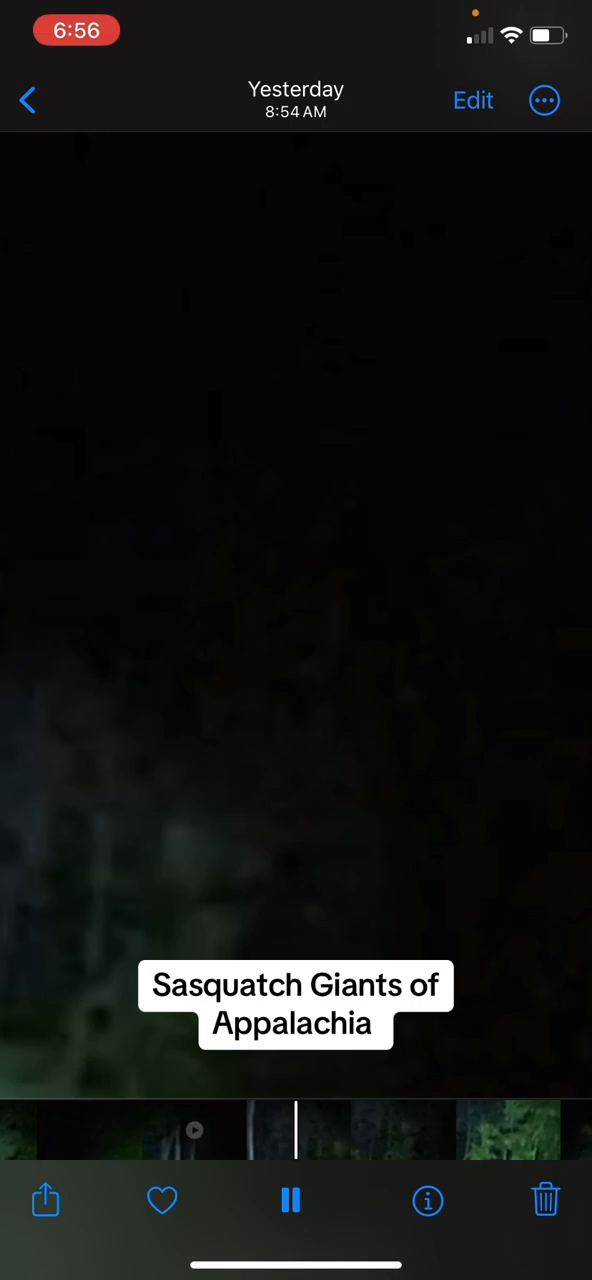 6:56
Yesterday
8:54 AM
Edit
Sasquatch Giants of
Appalachia